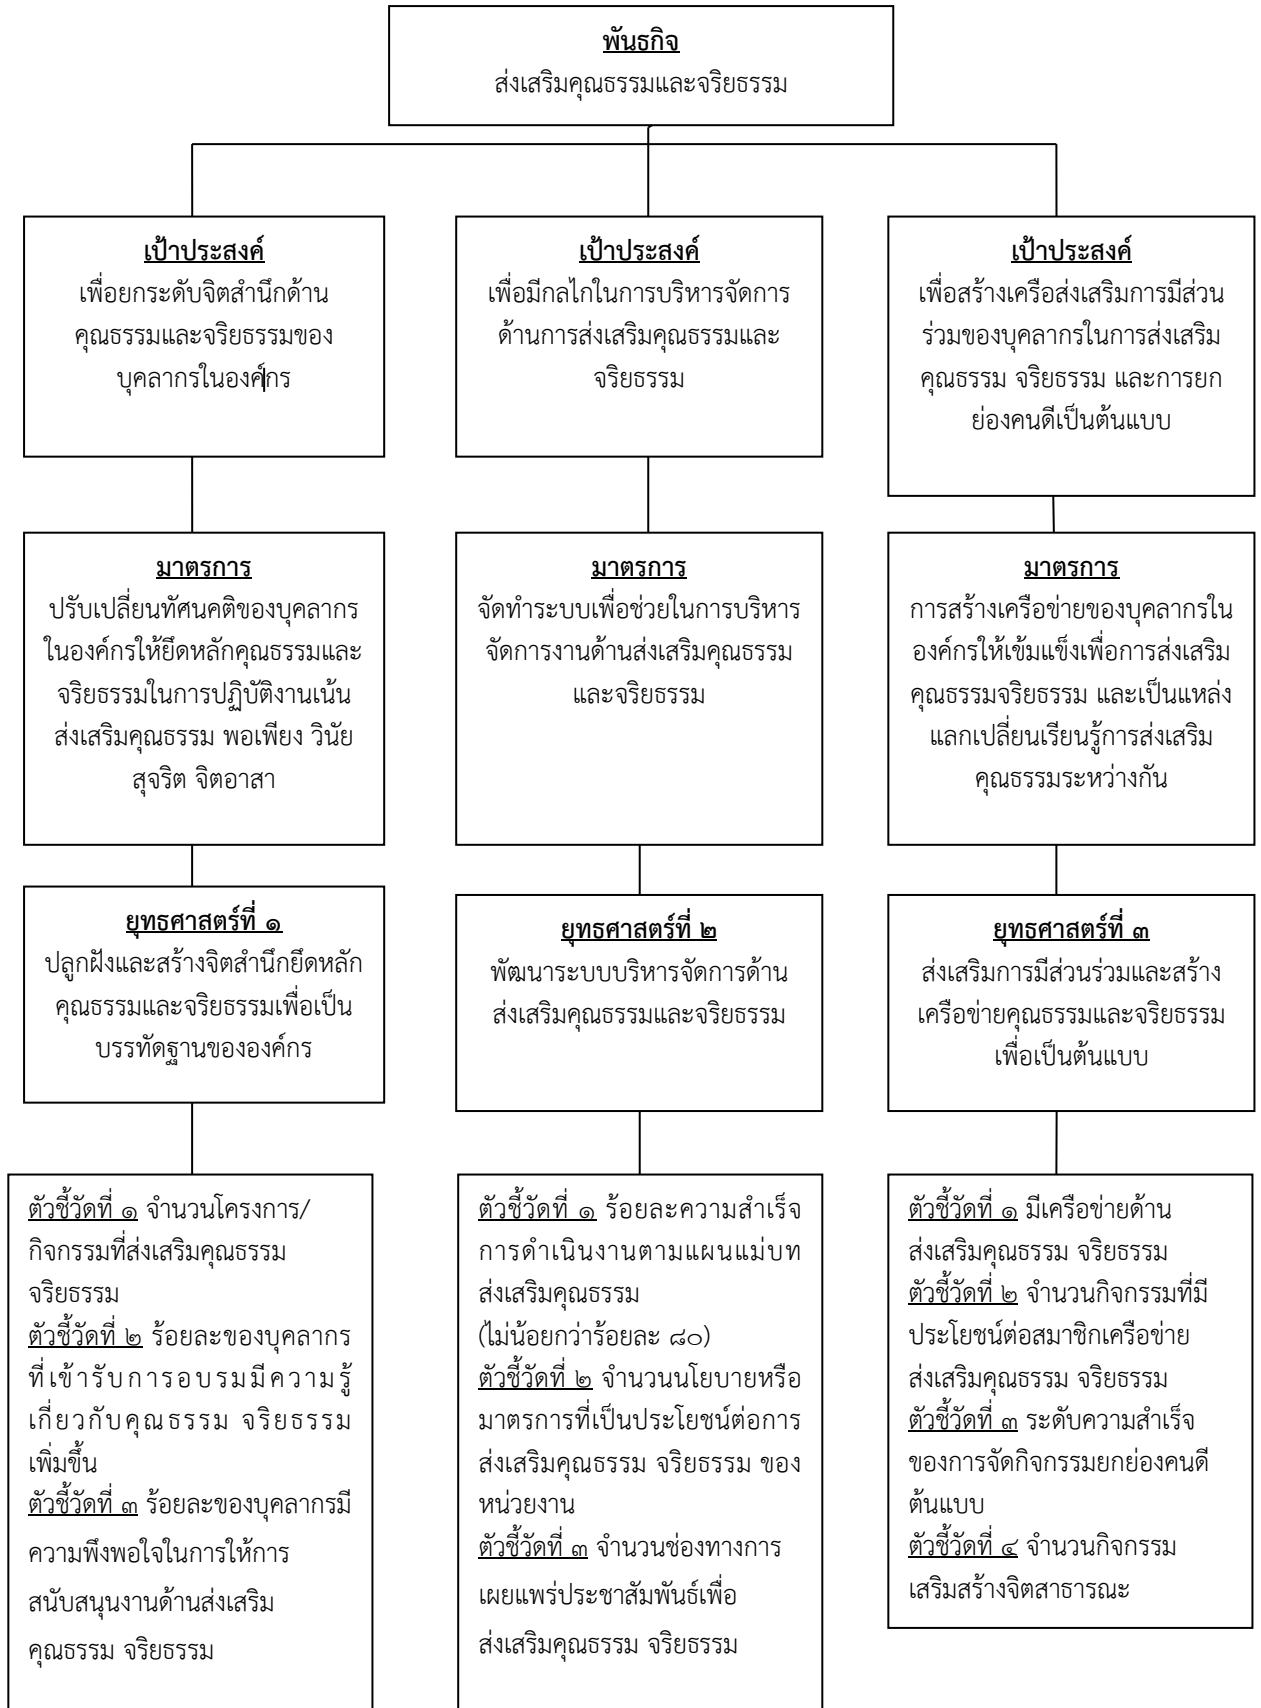 พันธกิจ
ส่งเสริมคุณธรรมและจริยธรรม
เป้าประสงค์
เพื่อยกระดับจิตสำนึกด้าน
คุณธรรมและจริยธรรมของ
บุคลากรในองค์กร
เป้าประสงค์
เพื่อมีกลไกในการบริหารจัดการ
ด้านการส่งเสริมคุณธรรมและ
จริยธรรม
เป้าประสงค์
เพื่อสร้างเครือส่งเสริมการมีส่วน
ร่วมของบุคลากรในการส่งเสริม
คุณธรรม จริยธรรม และการยก
ย่องคนดีเป็นต้นแบบ
มาตรการ
ปรับเปลี่ยนทัศนคติของบุคลากร
ในองค์กรให้ยึดหลักคุณธรรมและ
จริยธรรมในการปฏิบัติงานเน้น
ส่งเสริมคุณธรรม พอเพียง วินัย
สุจริต จิตอาสา
มาตรการ
จัดทำระบบเพื่อช่วยในการบริหาร
จัดการงานด้านส่งเสริมคุณธรรม
และจริยธรรม
มาตรการ
การสร้างเครือข่ายของบุคลากรใน
องค์กรให้เข้มแข็งเพื่อการส่งเสริม
คุณธรรมจริยธรรม และเป็นแหล่ง
แลกเปลี่ยนเรียนรู้การส่งเสริม
คุณธรรมระหว่างกัน
ยุทธศาสตร์ที่ ๑
ปลูกฝังและสร้างจิตสำนึกยึดหลัก
คุณธรรมและจริยธรรมเพื่อเป็น
บรรทัดฐานขององค์กร
ยุทธศาสตร์ที่ ๒
พัฒนาระบบบริหารจัดการด้าน
ส่งเสริมคุณธรรมและจริยธรรม
ยุทธศาสตร์ที่ ๓
ส่งเสริมการมีส่วนร่วมและสร้าง
เครือข่ายคุณธรรมและจริยธรรม
เพื่อเป็นต้นแบบ
ตัวชี้วัดที่ ๑ จำนวนโครงการ/
กิจกรรมที่ส่งเสริมคุณธรรม
จริยธรรม
ตัวชี้วัดที่ ๒ ร้อยละของบุคลากร
ที่เข้ารับการอบรมมีความรู้
เกี่ยวกับคุณธรรม จริยธรรม
เพิ่มขึ้น
ตัวชี้วัดที่ ๓ ร้อยละของบุคลากรมี
ความพึงพอใจในการให้การ
สนับสนุนงานด้านส่งเสริม
คุณธรรม จริยธรรม
ตัวชี้วัดที่ ๑ ร้อยละความสำเร็จ
การดำเนินงานตามแผนแม่บท
ส่งเสริมคุณธรรม
(ไม่น้อยกว่าร้อยละ ๘๐)
ตัวชี้วัดที่ ๒ จำนวนนโยบายหรือ
มาตรการที่เป็นประโยชน์ต่อการ
ส่งเสริมคุณธรรม จริยธรรม ของ
หน่วยงาน
ตัวชี้วัดที่ ๓ จำนวนช่องทางการ
เผยแพร่ประชาสัมพันธ์เพื่อ
ส่งเสริมคุณธรรม จริยธรรม
ตัวชี้วัดที่ ๑ มีเครือข่ายด้าน
ส่งเสริมคุณธรรม จริยธรรม
ตัวชี้วัดที่ ๒ จำนวนกิจกรรมที่มี
ประโยชน์ต่อสมาชิกเครือข่าย
ส่งเสริมคุณธรรม จริยธรรม
ตัวชี้วัดที่ ๓ ระดับความสำเร็จ
ของการจัดกิจกรรมยกย่องคนดี
ต้นแบบ
ตัวชี้วัดที่ ๔ จำนวนกิจกรรม
เสริมสร้างจิตสาธารณะ